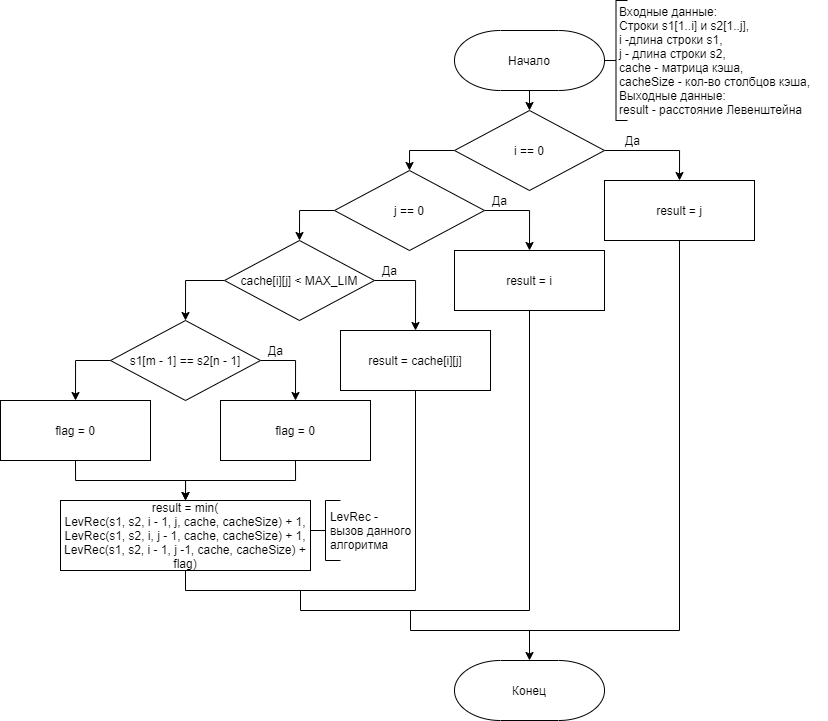 Входные данные:
Строки s1[1..i] и s2[1..j],
i -длина строки s1,
j - длина строки s2,
cache - матрица кэша,
cacheSize - кол-во столбцов кэша,
Выходные данные:
result - расстояние Левенштейна
Начало
i == 0
Да
result = j
j == 0
Да
result = i
cache[i][j] < MAX_LIM
Да
result = cache[i][j]
s1[m - 1] == s2[n - 1]
Да
flag = 0
flag = 0
result = min(
LevRec(s1, s2, i - 1, j, cache, cacheSize) + 1,
LevRec(s1, s2, i, j - 1, cache, cacheSize) + 1,
LevRec(s1, s2, i - 1, j -1, cache, cacheSize) +
flag)
LevRec -
вызов данного
алгоритма
Конец